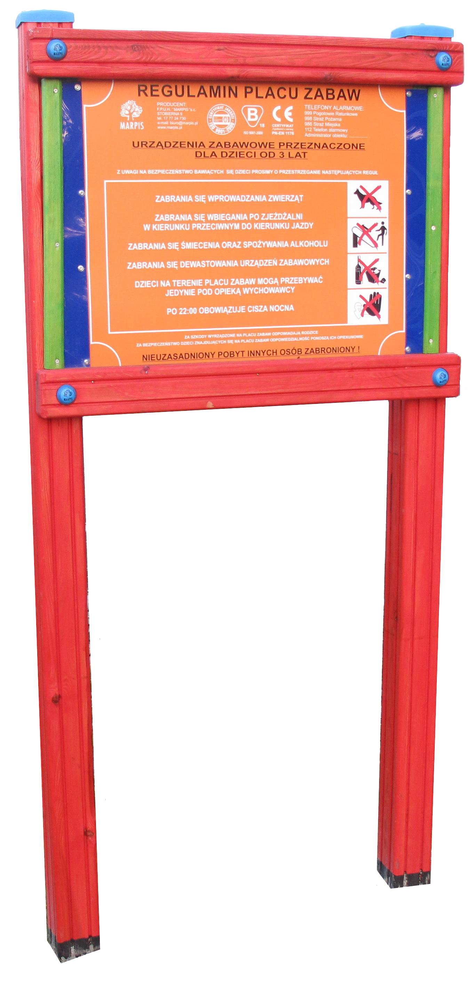 MARPIS
MARPIS
REGULAMIN PLACU ZABAW
MARPIS
PRODUCENT:
F.P.U.H. "MARPIS"s.c.
STOBIERNA 9
tel. 17 77 24 730
e-mail: biuro@marpis.pl
www.marpis.pl
CERTYFIKAT JAKOŚCI
ISO 9001-2000
B
18
ISO 9001-2000
CE
CERTYFIKAT
Zgodności z normą
PN-EN 1176
TELEFONY ALARMOWE:
999 Pogotowie Ratunkowe
998 Straż Pożarna
986 Straż Miejska
112 Telefon alarmowy
Administrator obiektu: ................
URZĄDZENIA ZABAWOWE PRZEZNACZONE
DLA DZIECI OD 3 LAT
Z UWAGI NA BEZPIECZEŃSTWO BAWIĄCYCH SIĘ DZIECI PROSIMY O PRZESTRZEGANIE NASTĘPUJĄCYCH REGUŁ
ZABRANIA SIĘ WPROWADZANIA ZWIERZĄT
ZABRANIA SiĘ WBIEGANIA PO ZJEŻDŻALNI
W KIERUNKU PRZECIWNYM DO KIERUNKU JAZDY
ZABRANIA SIĘ ŚMIECENIA ORAZ SPOŻYWANIA ALKOHOLU
ZABRANIA SIĘ DEWASTOWANIA URZĄDZEŃ ZABAWOWYCH
DZIECI NA TERENIE PLACU ZABAW MOGĄ PRZEBYWAĆ
JEDYNIE POD OPIEKĄ WYCHOWAWCY
PO 22:00 OBOWIĄZUJE CISZA NOCNA
ZA SZKODY WYRZĄDZONE NA PLACU ZABAW ODPOWIADAJĄ RODZICE
ZA BEZPIECZEŃSTWO DZIECI ZNAJDUJĄCYCH SIĘ NA PLACU ZABAW ODPOWIEDZIALNOŚĆ PONOSZĄ ICH OPIEKUNOWIE
NIEUZASADNIONY POBYT INNYCH OSÓB ZABRONIONY !
MARPIS
MARPIS